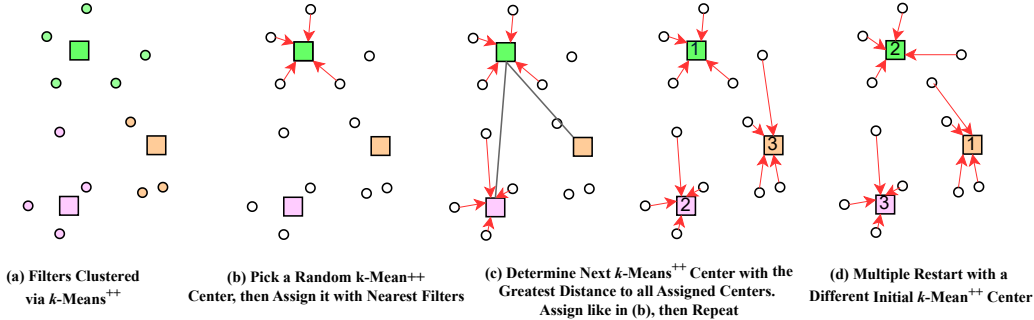 1
3
2
2
1
3
(a) Filters Clustered
via k-Means++
(b) Pick a Random k-Mean++
Center, then Assign it with Nearest Filters
(c) Determine Next k-Means++ Center with the
Greatest Distance to all Assigned Centers.
Assign like in (b), then Repeat
(d) Multiple Restart with a
Different Initial k-Mean++ Center